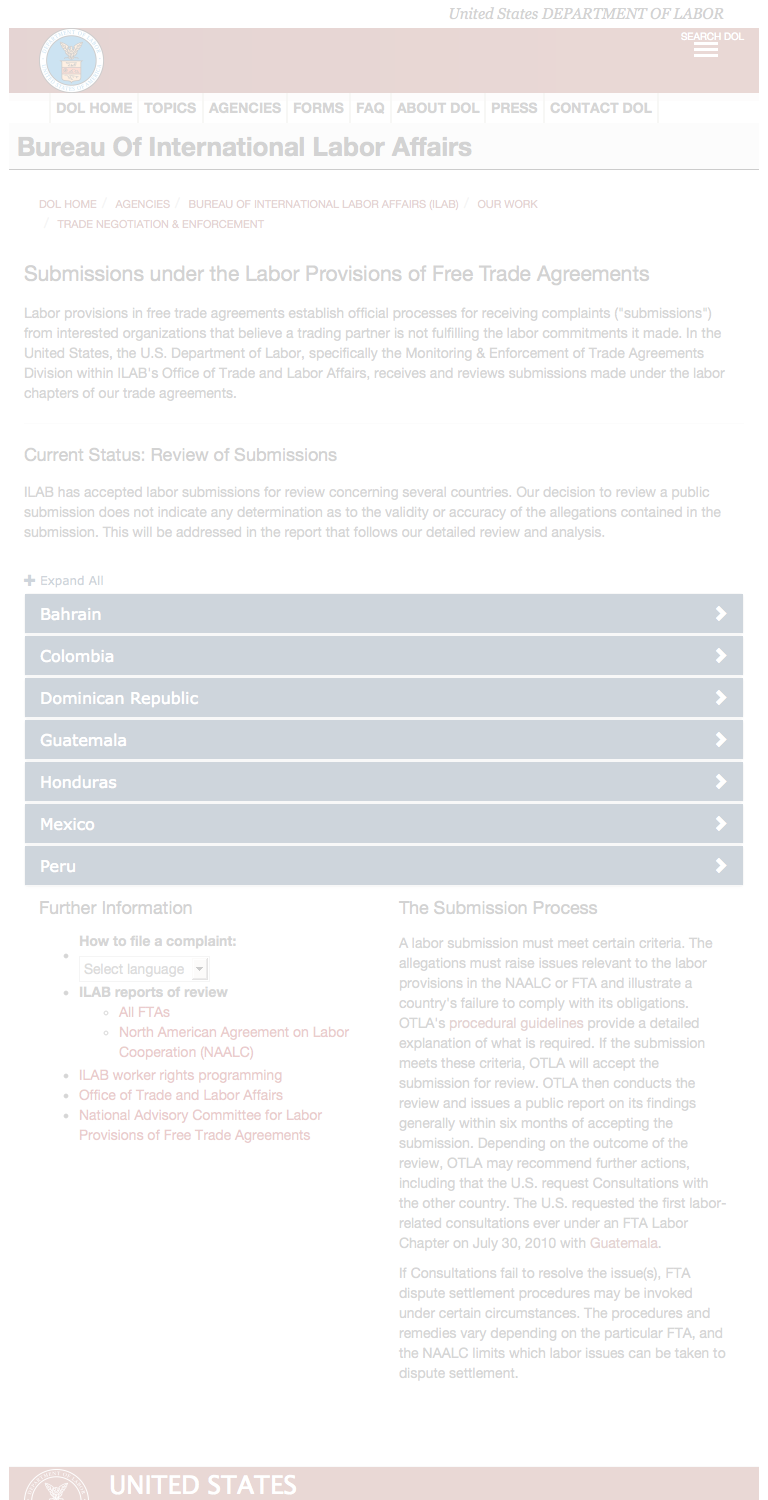 United States DEPARTMENT OF LABOR
SEARCH DOL
DOL HOME TOPICS AGENCIES FORMS FAQ ABOUT DOL PRESS CONTACT DOL
Bureau Of International Labor Affairs
DOL HOME / AGENCIES / BUREAU OF INTERNATIONAL LABOR AFFAIRS (ILAB) / OUR WORK
/ TRADE NEGOTIATION & ENFORCEMENT
Submissions under the Labor Provisions of Free Trade Agreements
Labor provisions in free trade agreements establish official processes for receiving complaints ("submissions")
from interested organizations that believe a trading partner is not fulfilling the labor commitments it made. In the
United States, the U.S. Department of Labor, specifically the Monitoring & Enforcement of Trade Agreements
Division within ILAB's Office of Trade and Labor Affairs, receives and reviews submissions made under the labor
chapters of our trade agreements.
Current Status: Review of Submissions
ILAB has accepted labor submissions for review concerning several countries. Our decision to review a public
submission does not indicate any determination as to the validity or accuracy of the allegations contained in the
submission. This will be addressed in the report that follows our detailed review and analysis.
Expand All
Bahrain
Colombia
Dominican Republic
Guatemala
Honduras
Mexico
Peru
Further Information
How to file a complaint:
Select language
ILAB reports of review
All FTAs
North American Agreement on Labor
Cooperation (NAALC)
ILAB worker rights programming
Office of Trade and Labor Affairs
National Advisory Committee for Labor
Provisions of Free Trade Agreements
The Submission Process
A labor submission must meet certain criteria. The
allegations must raise issues relevant to the labor
provisions in the NAALC or FTA and illustrate a
country's failure to comply with its obligations.
OTLA's procedural guidelines provide a detailed
explanation of what is required. If the submission
meets these criteria, OTLA will accept the
submission for review. OTLA then conducts the
review and issues a public report on its findings
generally within six months of accepting the
submission. Depending on the outcome of the
review, OTLA may recommend further actions,
including that the U.S. request Consultations with
the other country. The U.S. requested the first labor-
related consultations ever under an FTA Labor
Chapter on July 30, 2010 with Guatemala.
If Consultations fail to resolve the issue(s), FTA
dispute settlement procedures may be invoked
under certain circumstances. The procedures and
remedies vary depending on the particular FTA, and
the NAALC limits which labor issues can be taken to
dispute settlement.
UNITED STATES